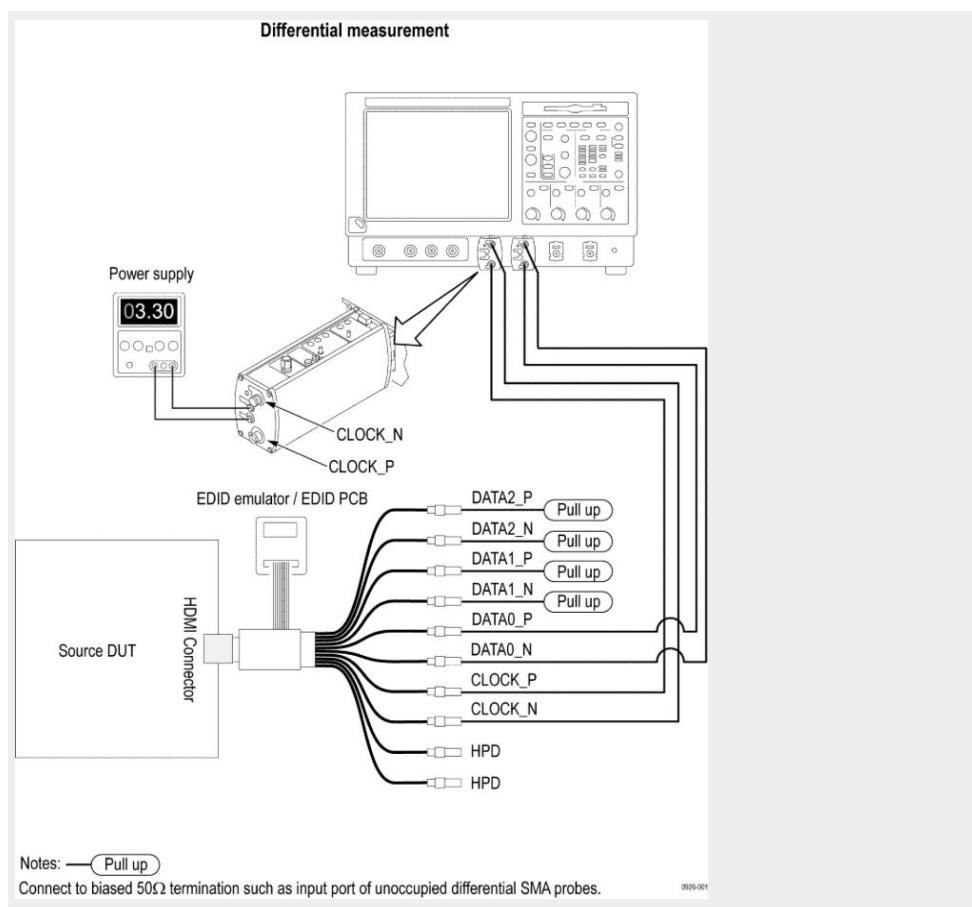 Differential measurement
Power supply
03.30
CLOCK_N
CLOCK_P
EDID emulator / EDID PCB
DATA2_P
Pull up
DATA2_N
Pull up
DATA1_P
Pull up
DATA1_N
Pull up
DATA0_P
DATA0_N
CLOCK_P
CLOCK_N
HPD
HPD
Source DUT
HDMI Connector
Notes: Pull up
Connect to biased 50Ω termination such as input port of unoccupied differential SMA probes.
0926-001